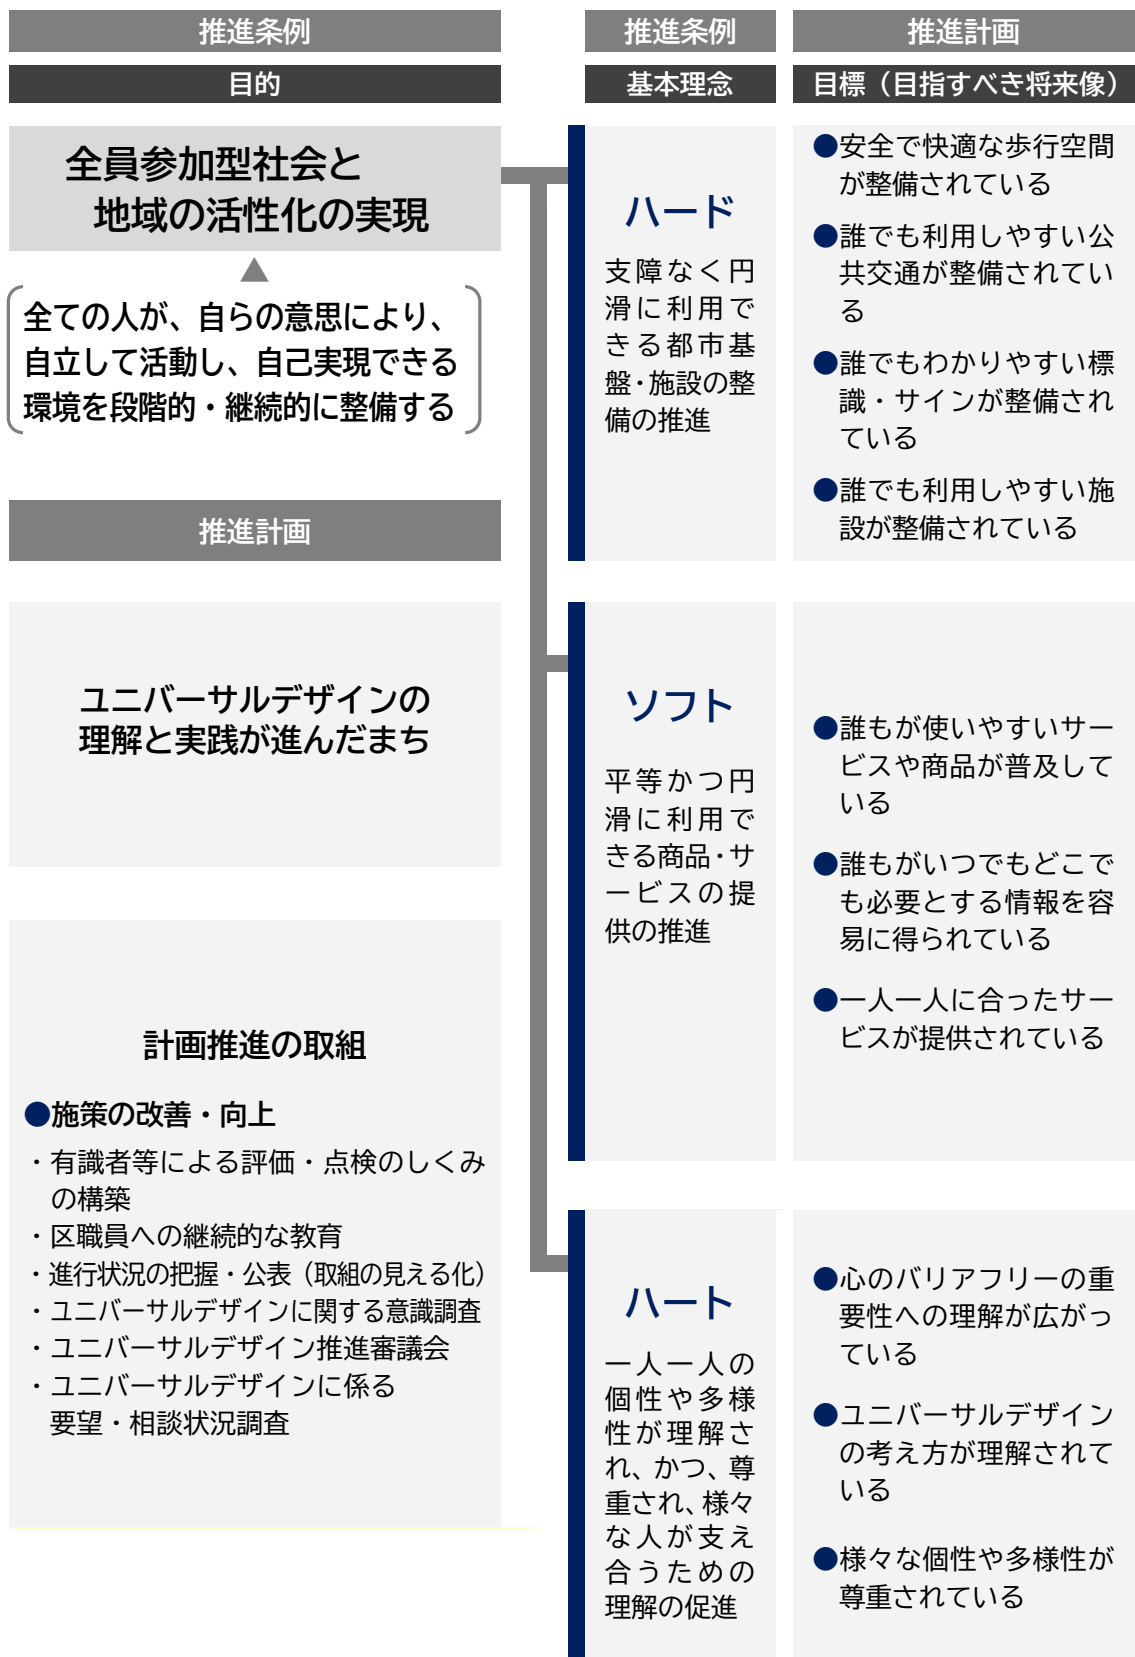 推進条例
目的
全員参加型社会と
地域の活性化の実現
▲
全ての人が、自らの意思により、
自立して活動し、自己実現できる
環境を段階的・継続的に整備する
推進計画
ユニバーサルデザインの
理解と実践が進んだまち
計画推進の取組
●施策の改善・向上
・有識者等による評価・点検のしくみ
の構築
・区職員への継続的な教育
・進行状況の把握・公表（取組の見える化）
・ユニバーサルデザインに関する意識調査
・ユニバーサルデザイン推進審議会
・ユニバーサルデザインに係る
要望・相談状況調査
推進条例
基本理念
ハード
支障なく円
滑に利用で
きる都市基
盤・施設の整
備の推進
ソフト
平等かつ円
滑に利用で
きる商品・サ
ービスの提
供の推進
ハート
一人一人の
個性や多様
性が理解さ
れ、かつ、尊
重され、様々
な人が支え
合うための
理解の促進
推進計画
目標（目指すべき将来像）
●安全で快適な歩行空間
が整備されている
●誰でも利用しやすい公
共交通が整備されてい
る
●誰でもわかりやすい標
識・サインが整備され
ている
●誰でも利用しやすい施
設が整備されている
●誰もが使いやすいサー
ビスや商品が普及して
いる
●誰もがいつでもどこで
も必要とする情報を容
易に得られている
●一人一人に合ったサー
ビスが提供されている
●心のバリアフリーの重
要性への理解が広がっ
ている
●ユニバーサルデザイン
の考え方が理解されて
いる
●様々な個性や多様性が
尊重されている